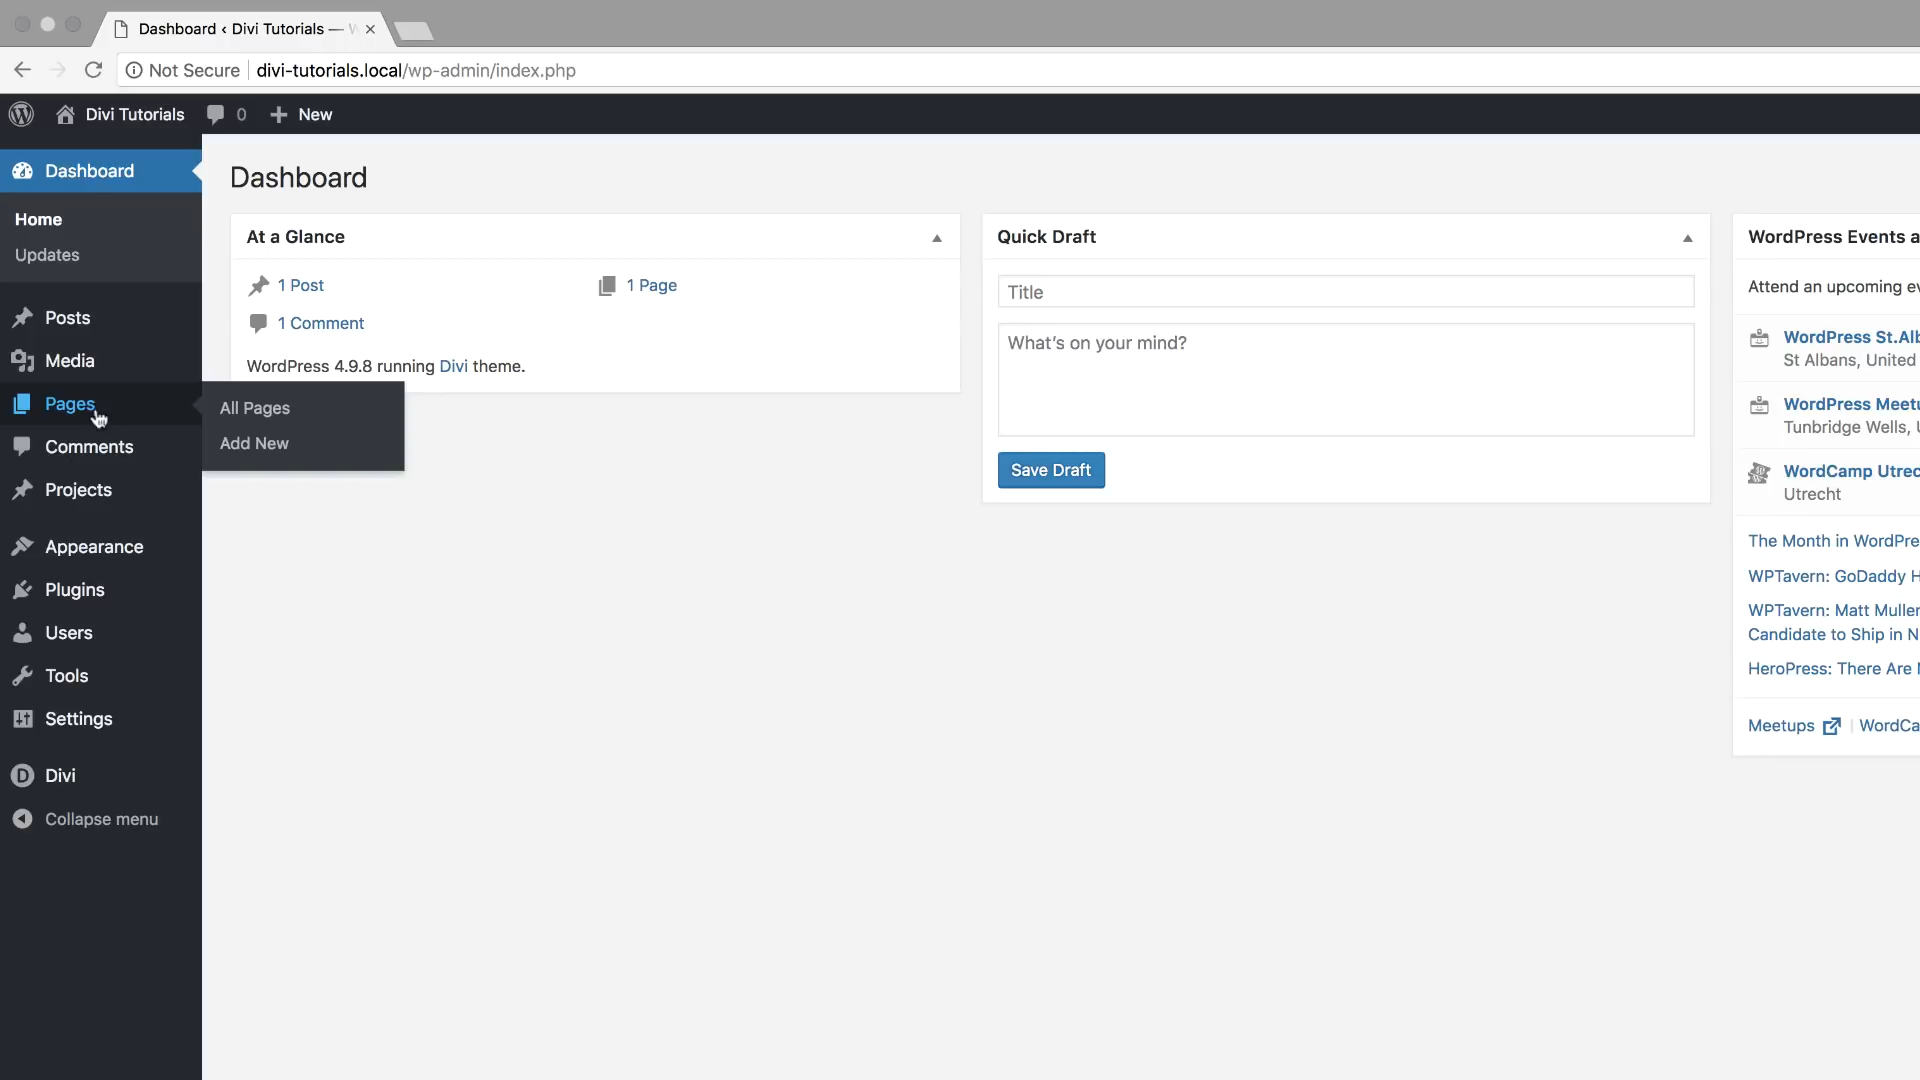 Dashboard ‹ Divi Tutorials —
Not Secure divi-tutorials.local/wp-admin/index.php
Divi Tutorials 0 New
Dashboard
Home
Updates
Posts
Media
Pages
Comments
Projects
Appearance
Plugins
Users
Tools
Settings
Divi
Collapse menu
All Pages
Add New
Dashboard
At a Glance
1 Post 1 Page
1 Comment
WordPress 4.9.8 running Divi theme.
Quick Draft
Title
What's on your mind?
Save Draft
WordPress Events a
Attend an upcoming
WordPress St.Alb
St Albans, United
WordPress Meetu
Tunbridge Wells,
WordCamp Utrec
Utrecht
The Month in WordPre
WPTavern: GoDaddy H
WPTavern: Matt Muller
Candidate to Ship in N
HeroPress: There Are
Meetups WordCa